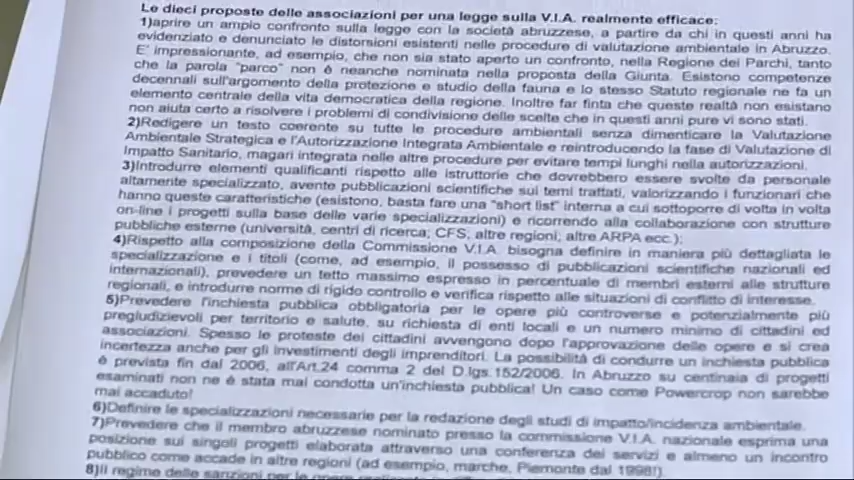 Le dieci proposte delle associazioni per una legge sulla V.I.A. realmente efficace:
1)aprire un ampio confronto sulla legge con la società abruzzese, a partire da chi in questi anni ha
evidenziato e denunciato le distorsioni esistenti nelle procedure di valutazione ambientale in Abruzzo.
E' impressionante, ad esempio, che non sia stato aperto un confronto, nella Regione dei Parchi, tanto
che la parola "parco" non è neanche nominata nella proposta della Giunta. Esistono competenze
decennali sull'argomento della protezione e studio della fauna e lo stesso Statuto regionale ne fa un
elemento centrale della vita democratica della regione. Inoltre far finta che queste realtà non esistano
non aiuta certo a risolvere i problemi di condivisione delle scelte che in questi anni pure vi sono stati.
2)Redigere un testo coerente su tutte le procedure ambientali senza dimenticare la Valutazione
Ambientale Strategica e l'Autorizzazione Integrata Ambientale e reintroducendo la fase di Valutazione di
Impatto Sanitario, magari integrata nelle altre procedure per evitare tempi lunghi nella autorizzazioni.
3)Introdurre elementi qualificanti rispetto alle istruttorie che dovrebbero essere svolte da personale
altamente specializzato, avente pubblicazioni scientifiche sui temi trattati, valorizzando i funzionari che
hanno queste caratteristiche (esistono, basta fare una "short list" interna a cui sottoporre di volta in volta
on-line i progetti sulla base delle varie specializzazioni) e ricorrendo alla collaborazione con strutture
pubbliche esterne (università, centri di ricerca; CFS, altre regioni; altre ARPA ecc.);
4)Rispetto alla composizione della Commissione V.I.A. bisogna definire in maniera più dettagliata le
specializzazione e i titoli (come, ad esempio, il possesso di pubblicazioni scientifiche nazionali ed
internazionali), prevedere un tetto massimo espresso in percentuale di membri esterni alle strutture
regionali, e introdurre norme di rigido controllo e verifica rispetto alle situazioni di conflitto di interesse.
5)Prevedere l'inchiesta pubblica obbligatoria per le opere più controverse e potenzialmente più
pregiudizievoli per territorio e salute, su richiesta di enti locali e un numero minimo di cittadini ed
associazioni. Spesso le proteste dei cittadini avvengono dopo l'approvazione delle opere e si crea
incertezza anche per gli investimenti degli imprenditori. La possibilità di condurre un inchiesta pubblica
è prevista fin dal 2006, all'Art.24 comma 2 del D.lgs.152/2006. In Abruzzo su centinaia di progetti
esaminati non ne è stata mai condotta un'inchiesta pubblica! Un caso come Powercrop non sarebbe
mai accaduto!
6)Definire le specializzazioni necessarie per la redazione degli studi di impatto/incidenza ambientale.
7)Prevedere che il membro abruzzese nominato presso la commissione V.I.A. nazionale esprima una
posizione sui singoli progetti elaborata attraverso una conferenza dei servizi e almeno un incontro
pubblico come accade in altre regioni (ad esempio, marche, Piemonte dal 1998!).
8)Il regime delle sanzioni per le opere